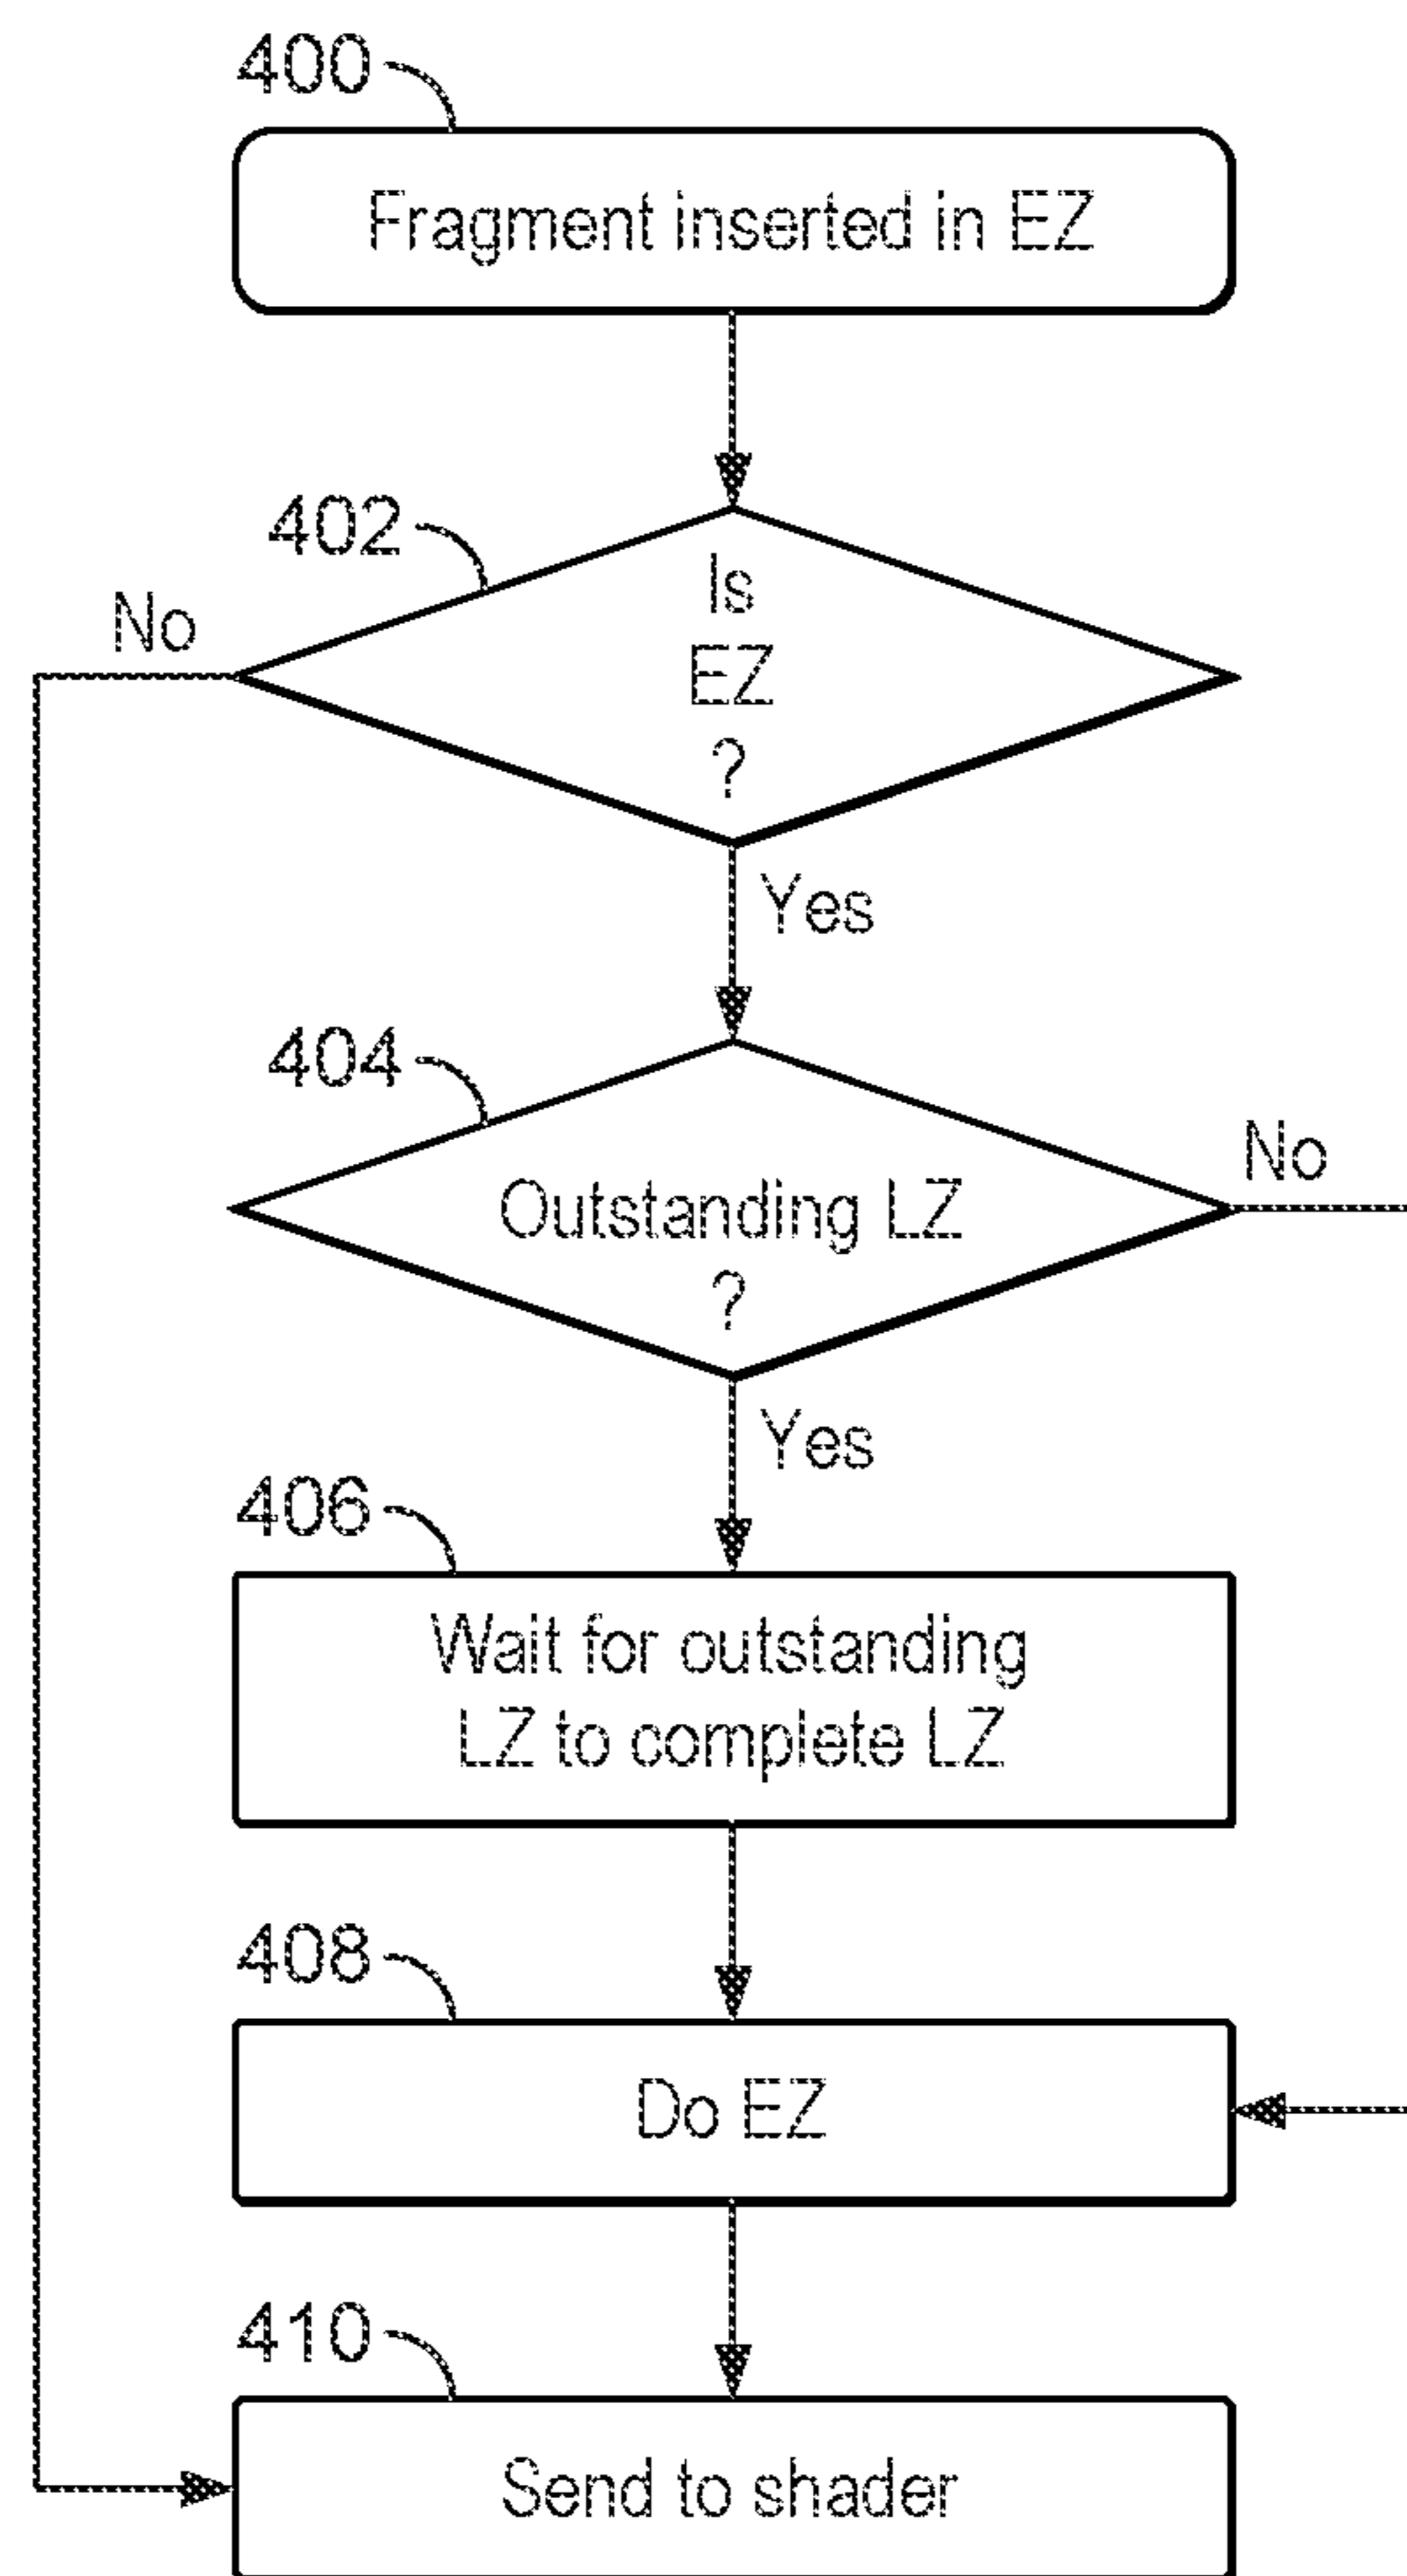 400
Fragment inserted in EZ
402
No
Is
EZ
?
Yes
404
No
Outstanding LZ
?
Yes
406
Wait for outstanding
LZ to complete LZ
408
Do EZ
410
Send to shader